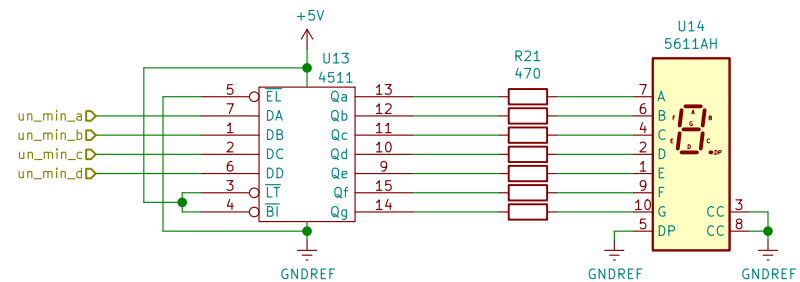 +5V
U13
4511
R21
470
U14
5611AH
un_min_a
un_min_b
un_min_c
un_min_d
5 EL Qa 13
7 DA Qb 12
1 DB Qc 11
2 DC Qd 10
6 DD Qe 9
3 LT Qf 15
4 BI Qg 14
7 A
6 B
4 C
2 D
1 E
9 F
10 G CC 3
5 DP CC 8
A
F B
G
E C
D DP
GNDREF
GNDREF
GNDREF